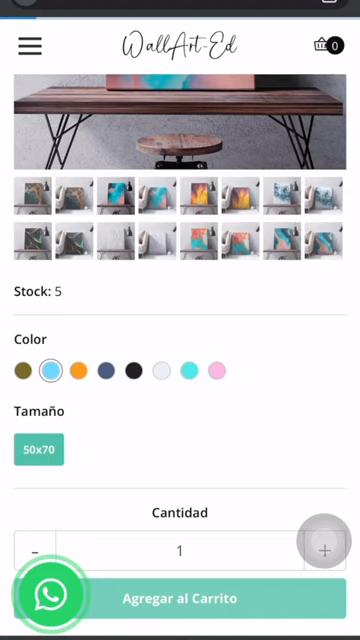 WallArt-Ed
0
Stock: 5
Color
Tamaño
50x70
Cantidad
- 1 +
Agregar al Carrito